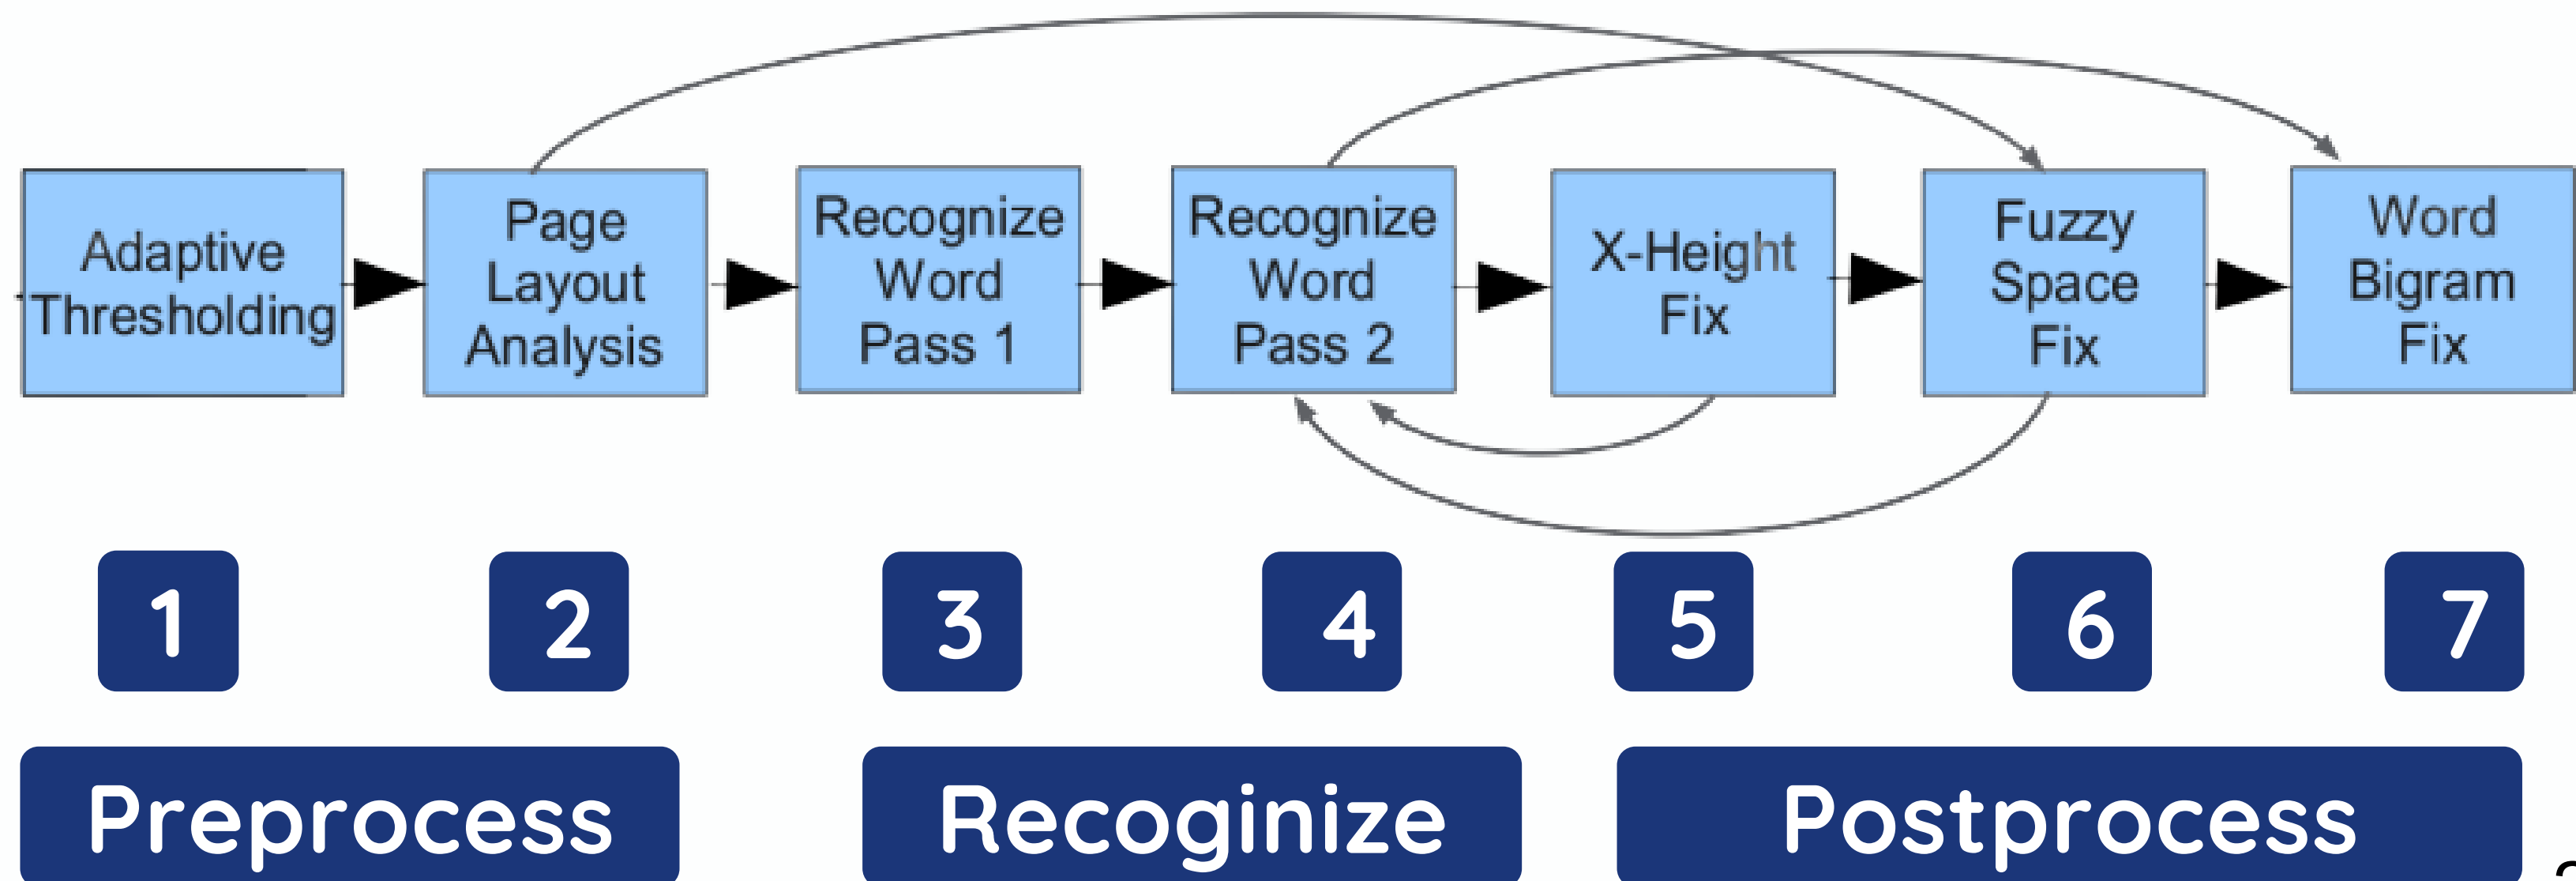 Adaptive
Thresholding
Page
Layout
Analysis
Recognize
Word
Pass 1
Recognize
Word
Pass 2
X-Height
Fix
Fuzzy
Space
Fix
Word
Bigram
Fix
1
2
3
4
5
6
7
Preprocess
Recoginize
Postprocess